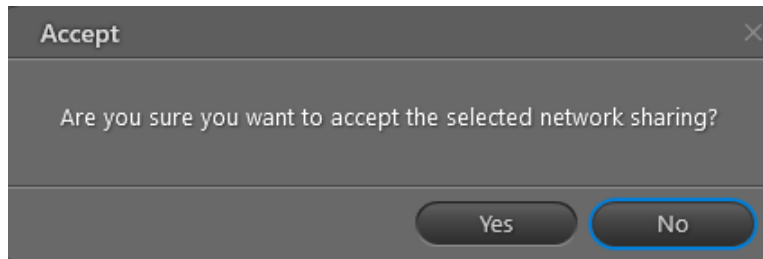 Accept
Are you sure you want to accept the selected network sharing?
Yes No